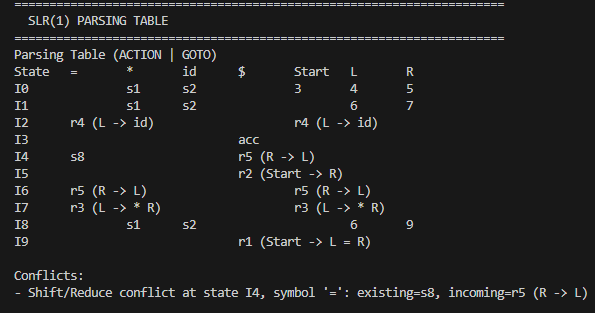 ======================================================================
SLR(1) PARSING TABLE
======================================================================
Parsing Table (ACTION | GOTO)
State = * id $ Start L R
I0 s1 s2 3 4 5
I1 s1 s2 6 7
I2 r4 (L -> id) r4 (L -> id)
I3 acc
I4 s8 r5 (R -> L)
I5 r2 (Start -> R)
I6 r5 (R -> L) r5 (R -> L)
I7 r3 (L -> * R) r3 (L -> * R)
I8 s1 s2 6 9
I9 r1 (Start -> L = R)
Conflicts:
- Shift/Reduce conflict at state I4, symbol '=': existing=s8, incoming=r5 (R -> L)